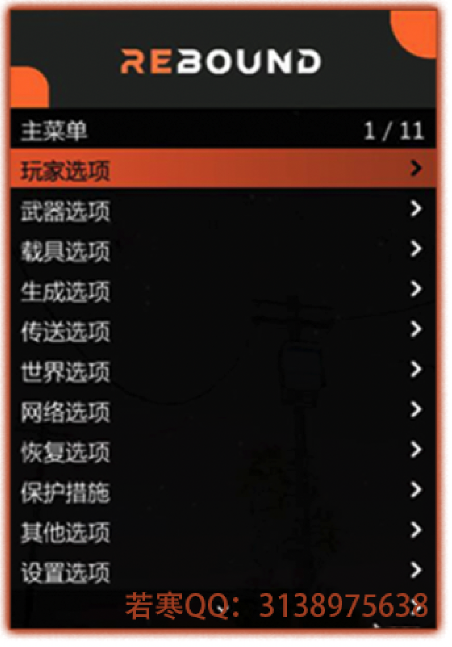 REBOUND
主菜单 1 / 11
玩家选项
武器选项
载具选项
生成选项
传送选项
世界选项
网络选项
恢复选项
保护措施
其他选项
设置选项
若寒QQ：3138975638